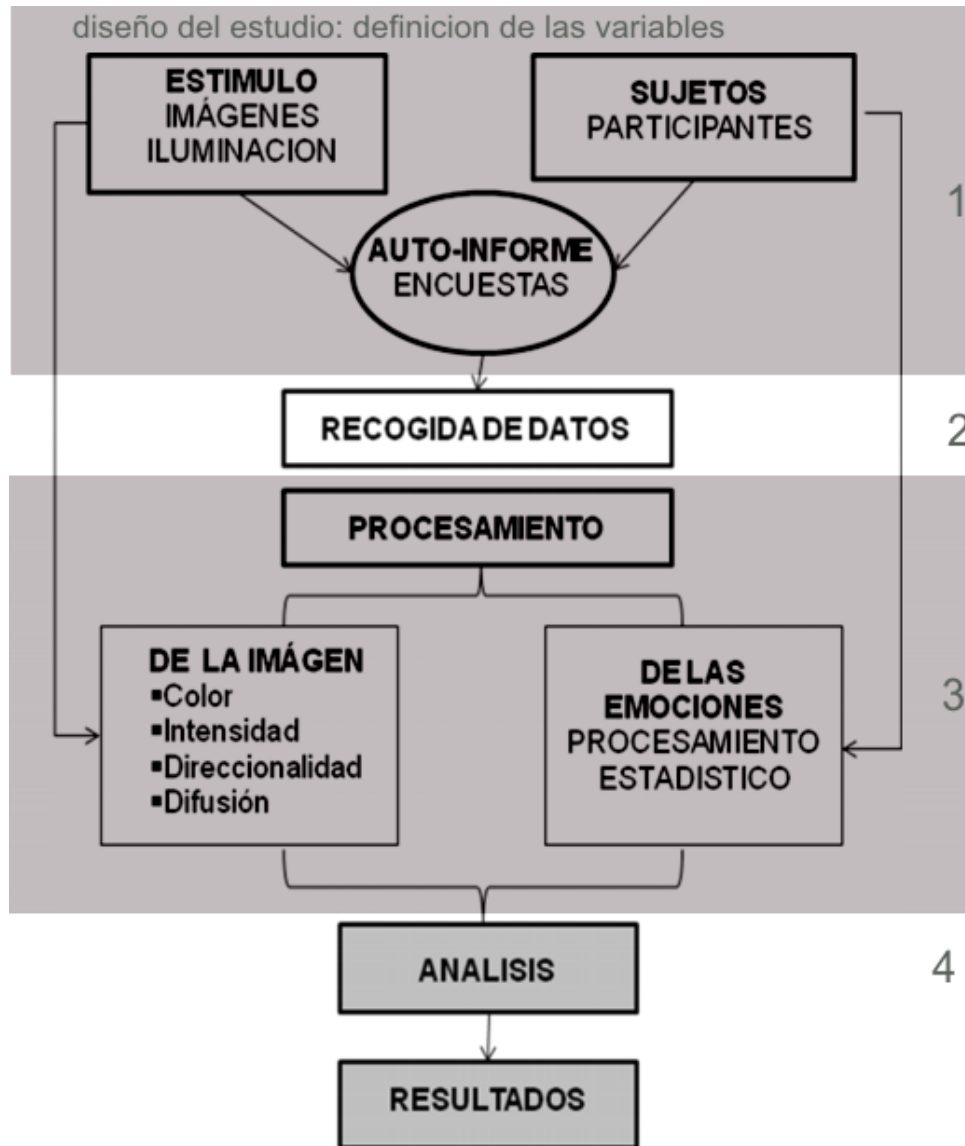 diseño del estudio: definicion de las variables
ESTIMULO
IMÁGENES
ILUMINACION
SUJETOS
PARTICIPANTES
1
AUTO-INFORME
ENCUESTAS
RECOGIDA DE DATOS
2
PROCESAMIENTO
DE LA IMÁGEN
▪Color
▪Intensidad
▪Direccionalidad
▪Difusión
DE LAS
EMOCIONES
PROCESAMIENTO
ESTADISTICO
3
ANALISIS
4
RESULTADOS